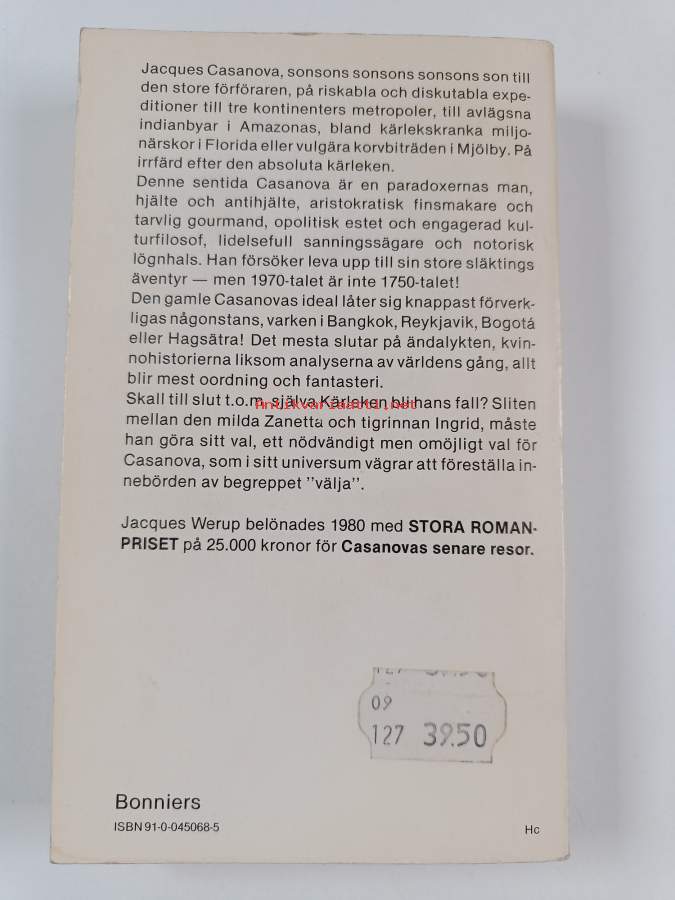 Jacques Casanova, sonsons sonsons sonsons son till
den store förföraren, på riskabla och diskutabla expe-
ditioner till tre kontinenters metropoler, till avlägsna
indianbyar i Amazonas, bland kärlekskranka miljo-
närskor i Florida eller vulgära korvbiträden i Mjölby. På
irrfärd efter den absoluta kärleken.
Denne sentida Casanova är en paradoxernas man,
hjälte och antihjälte, aristokratisk finsmakare och
tarvlig gourmand, opolitisk estet och engagerad kul-
turfilosof, lidelsefull sanningssägare och notorisk
lögnhals. Han försöker leva upp till sin store släktings
äventyr — men 1970-talet är inte 1750-talet!
Den gamle Casanovas ideal låter sig knappast förverk-
ligas någonstans, varken i Bangkok, Reykjavik, Bogotá
eller Hagsätra! Det mesta slutar på ändalykten, kvin-
nohistorierna liksom analyserna av världens gång, allt
blir mest oordning och fantasteri.
Skall till slut t.o.m. själva Kärleken bli hans fall? Sliten
Antikvariaatti.net
mellan den milda Zanetta och tigrinnan Ingrid, måste
han göra sitt val, ett nödvändigt men omöjligt val för
Casanova, som i sitt universum vägrar att föreställa in-
nebörden av begreppet ”välja”.
Jacques Werup belönades 1980 med STORA ROMAN-
PRISET på 25.000 kronor för Casanovas senare resor.
127 39.50
09
127 39.50
Bonniers
ISBN 91-0-045068-5
Hc